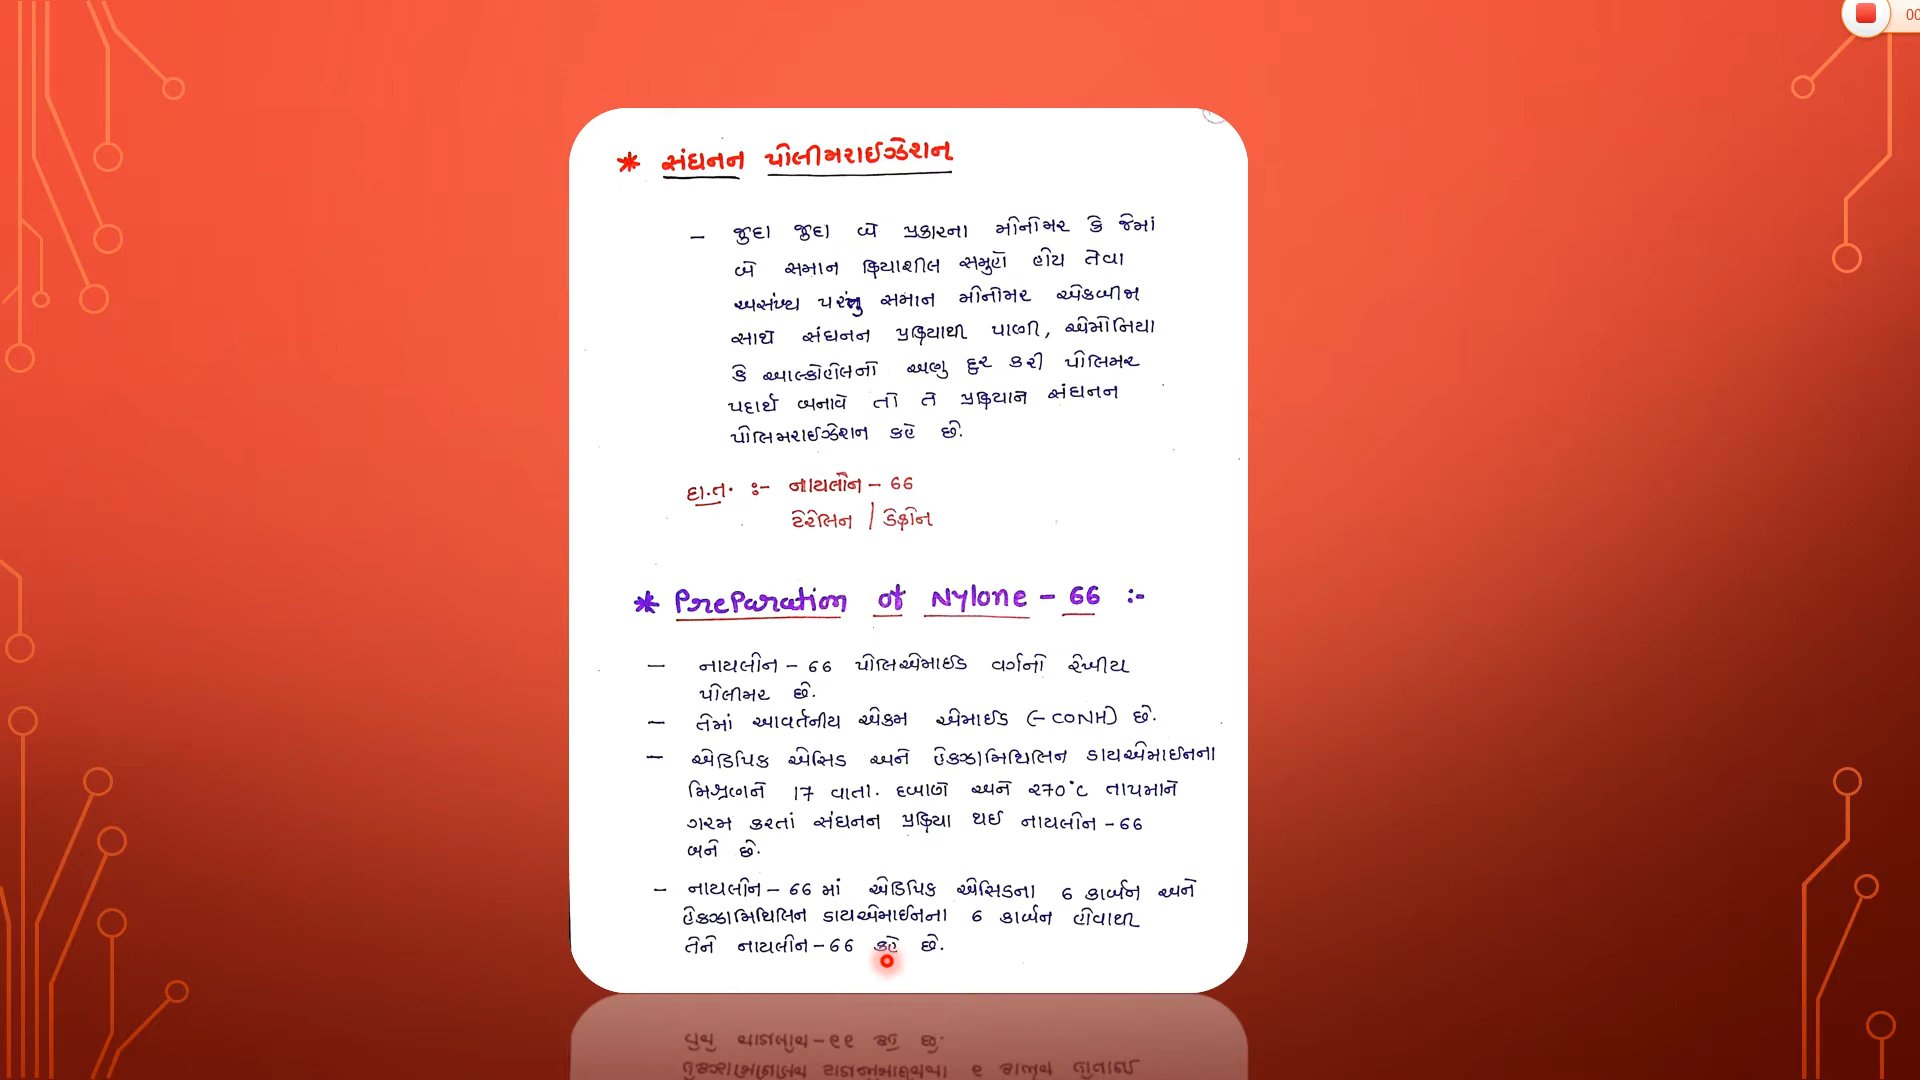 * સંઘનન પોલીમરાઈઝેશન
- જુદા જુદા બે પ્રકારના મોનોમર કે જેમાં
બે સમાન ક્રિયાશીલ સમુહો હોય તેવા
અસંખ્ય પરંતુ સમાન મોનોમર એકબીજા
સાથે સંઘનન પ્રક્રિયાથી પાણી, એમોનિયા
કે આલ્કોહોલનો અણુ દુર કરી પોલિમર
પદાર્થ બનાવે તો તે પ્રક્રિયાને સંઘનન
પોલિમરાઈઝેશન કહે છે.
દા.ત. :- નાયલોન - 66
ટેરેલિન / ડેક્રોન
* Preparation of Nylone - 66 :-
- નાયલોન - 66 પોલિએમાઈડ વર્ગનો રેખીય
પોલીમર છે.
- તેમાં આવર્તનીય એકમ એમાઈડ (- CONH) છે.
- એડિપિક એસિડ અને હેકઝામિથિલિન ડાયએમાઈનના
મિશ્રણને 17 વાતા. દબાણે અને 270°C તાપમાને
ગરમ કરતાં સંઘનન પ્રક્રિયા થઈ નાયલોન - 66
બને છે.
- નાયલોન - 66 માં એડિપિક એસિડના 6 કાર્બન અને
હેકઝામિથિલિન ડાયએમાઈનના 6 કાર્બન હોવાથી
તેને નાયલોન - 66 કહે છે.
00